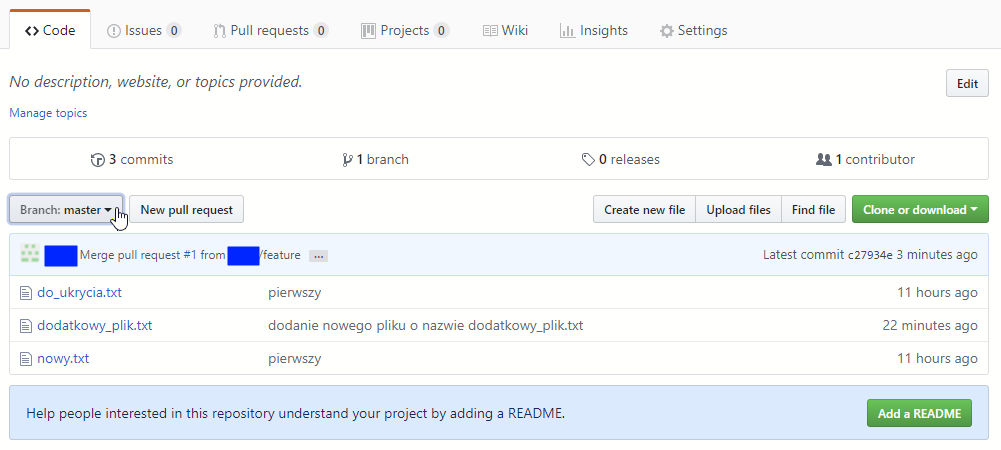 Code Issues 0 Pull requests 0 Projects 0 Wiki Insights Settings
No description, website, or topics provided. Edit
Manage topics
3 commits 1 branch 0 releases 1 contributor
Branch: master New pull request Create new file Upload files Find file Clone or download
Merge pull request #1 from /feature ... Latest commit c27934e 3 minutes ago
do_ukrycia.txt pierwszy 11 hours ago
dodatkowy_plik.txt dodanie nowego pliku o nazwie dodatkowy_plik.txt 22 minutes ago
nowy.txt pierwszy 11 hours ago
Help people interested in this repository understand your project by adding a README. Add a README